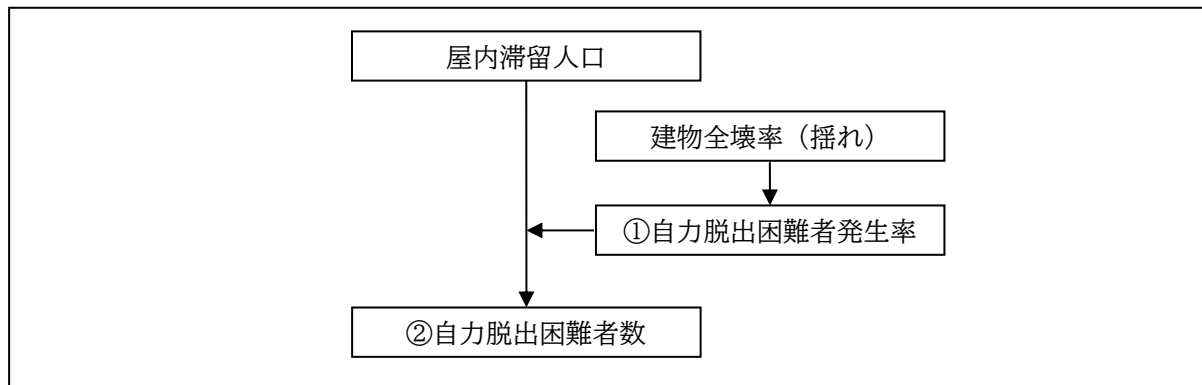 屋内滞留人口
建物全壊率（揺れ）
①自力脱出困難者発生率
②自力脱出困難者数